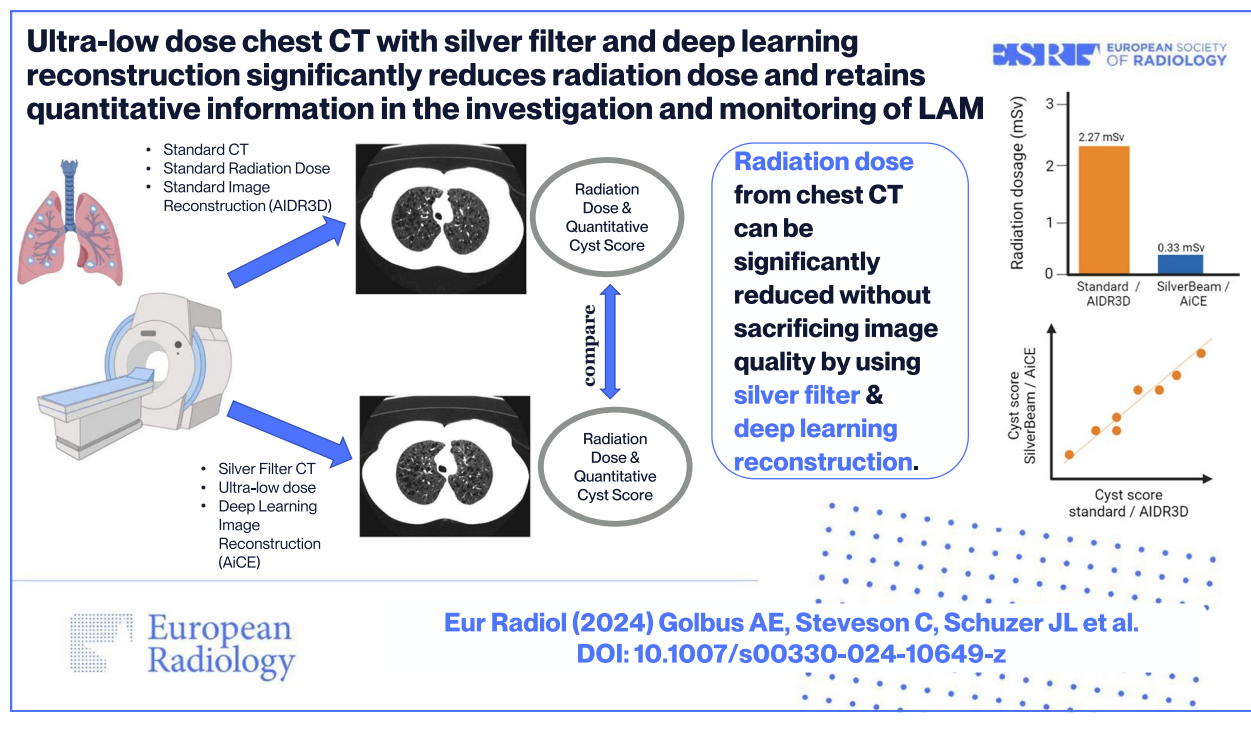 Ultra-low dose chest CT with silver filter and deep learning
reconstruction significantly reduces radiation dose and retains
quantitative information in the investigation and monitoring of LAM
ESR
EUROPEAN SOCIETY
OF RADIOLOGY
• Standard CT
• Standard Radiation Dose
• Standard Image
Reconstruction (AIDR3D)
Radiation
Dose &
Quantitative
Cyst Score
compare
• Silver Filter CT
• Ultra-low dose
• Deep Learning
Image
Reconstruction
(AiCE)
Radiation
Dose &
Quantitative
Cyst Score
Radiation dose
from chest CT
can be
significantly
reduced without
sacrificing image
quality by using
silver filter &
deep learning
reconstruction.
Radiation dosage (mSv)
3
2
1
0
2.27 mSv
0.33 mSv
Standard /
AIDR3D
SilverBeam /
AiCE
Cyst score
SilverBeam / AiCE
Cyst score
standard / AIDR3D
European
Radiology
Eur Radiol (2024) Golbus AE, Steveson C, Schuzer JL et al.
DOI: 10.1007/s00330-024-10649-z